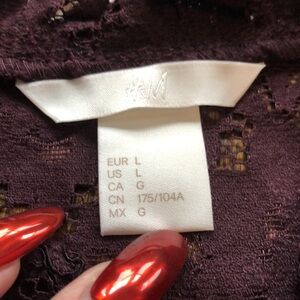 H&M
EUR L
US L
CA G
CN 175/104A
MX G